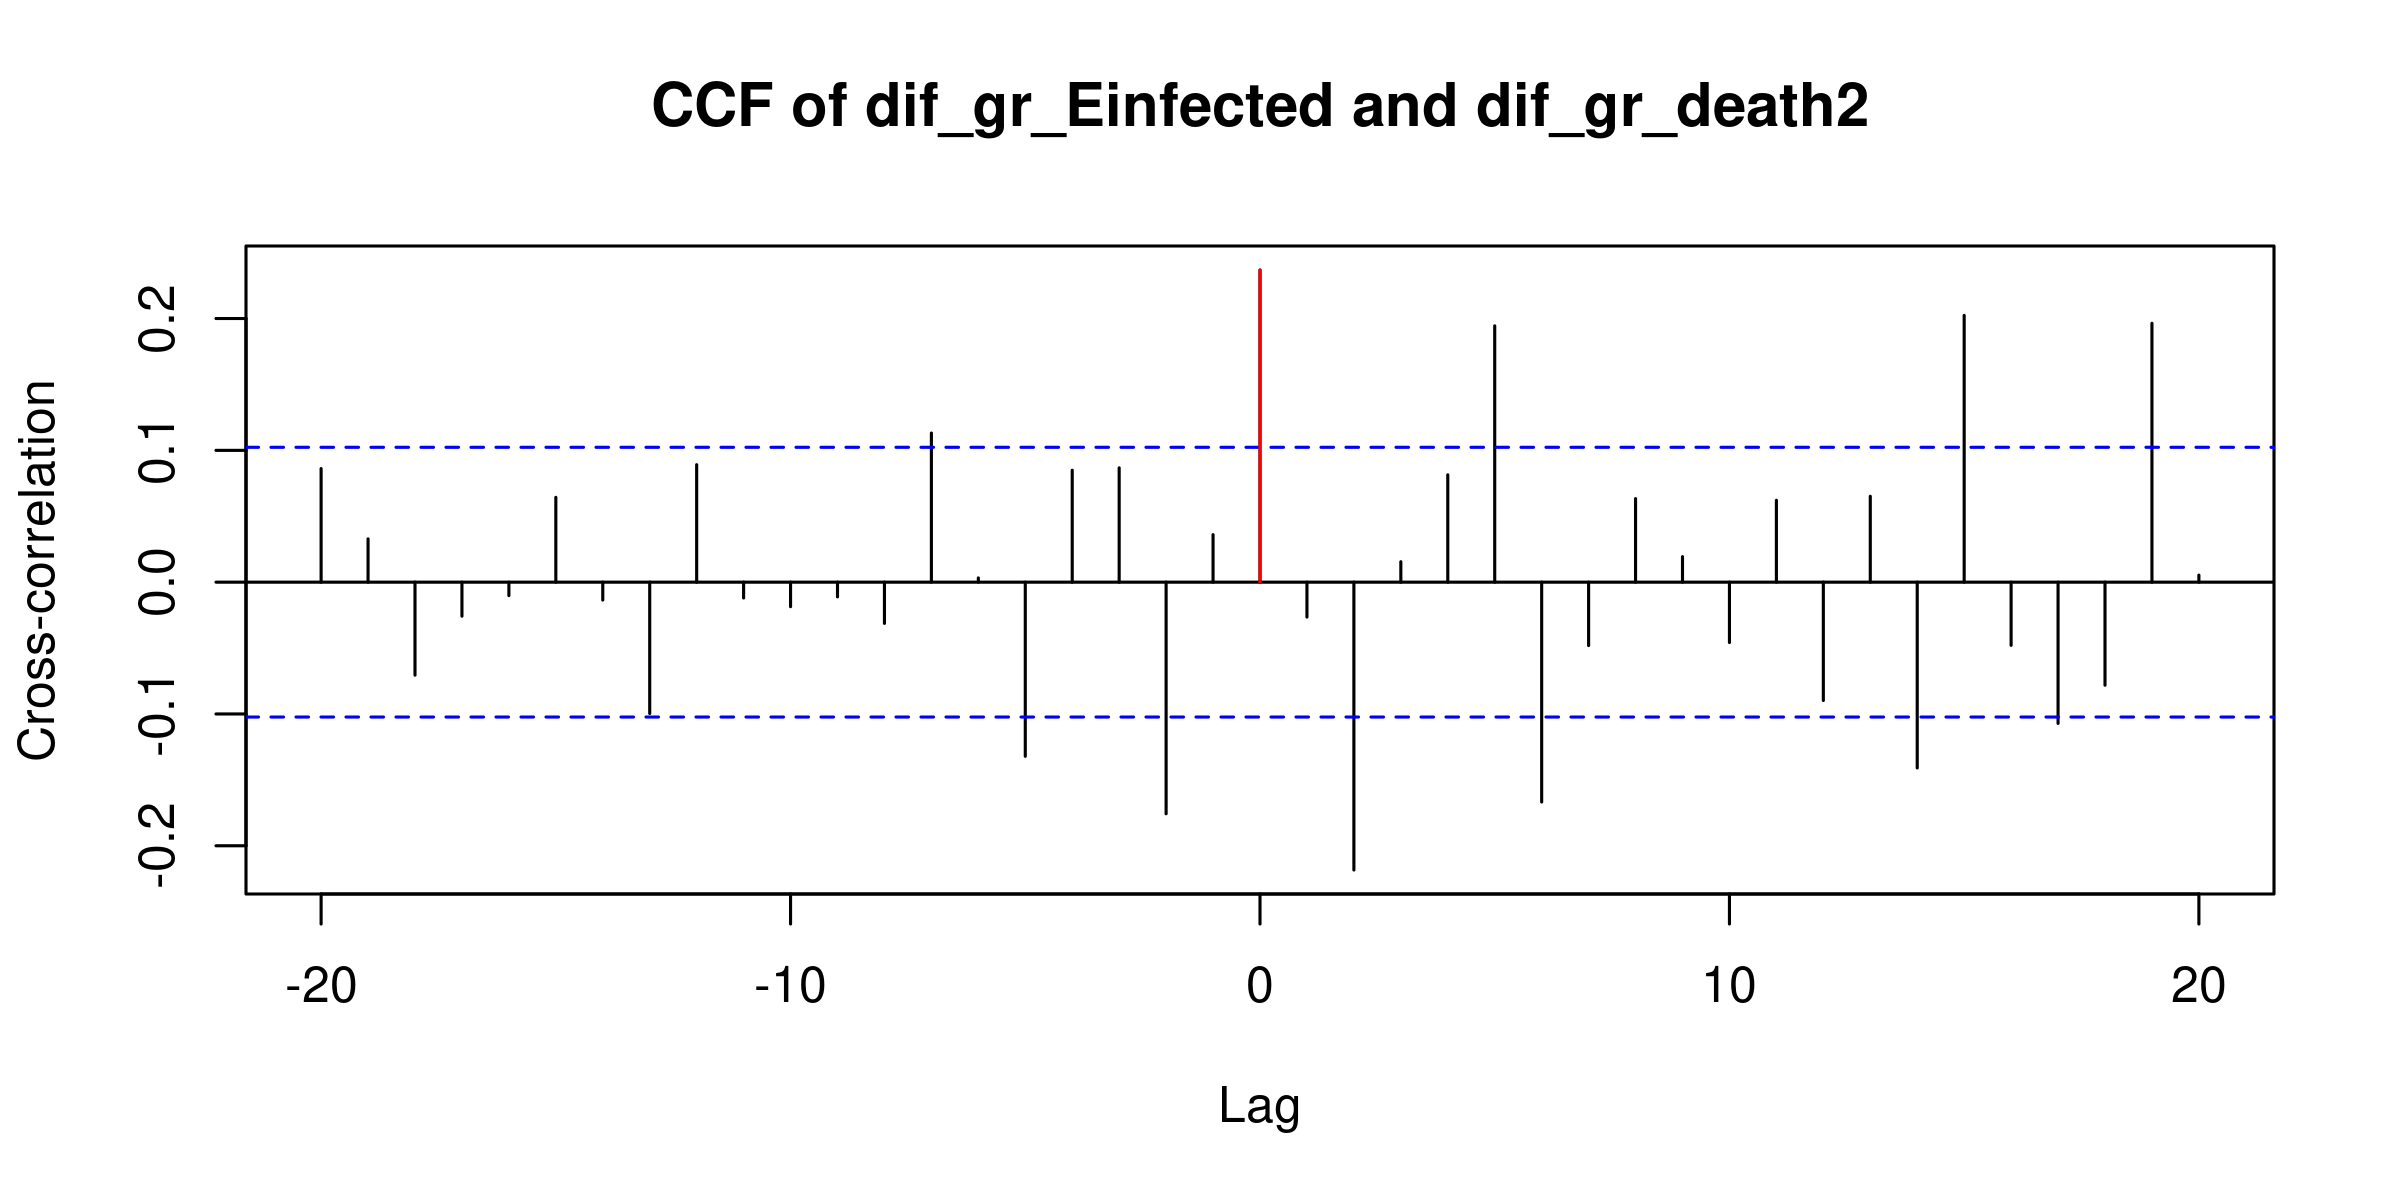 CCF of dif_gr_Einfected and dif_gr_death2
Cross-correlation
0.2
0.1
0.0
-0.1
-0.2
-20 -10 0 10 20
Lag